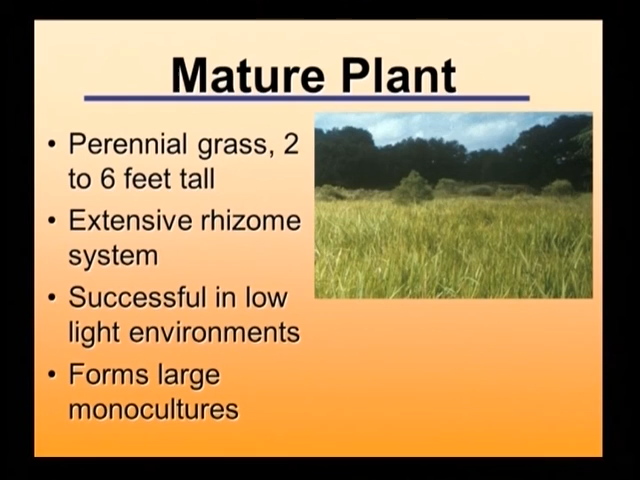 Mature Plant
• Perennial grass, 2
to 6 feet tall
• Extensive rhizome
system
• Successful in low
light environments
• Forms large
monocultures